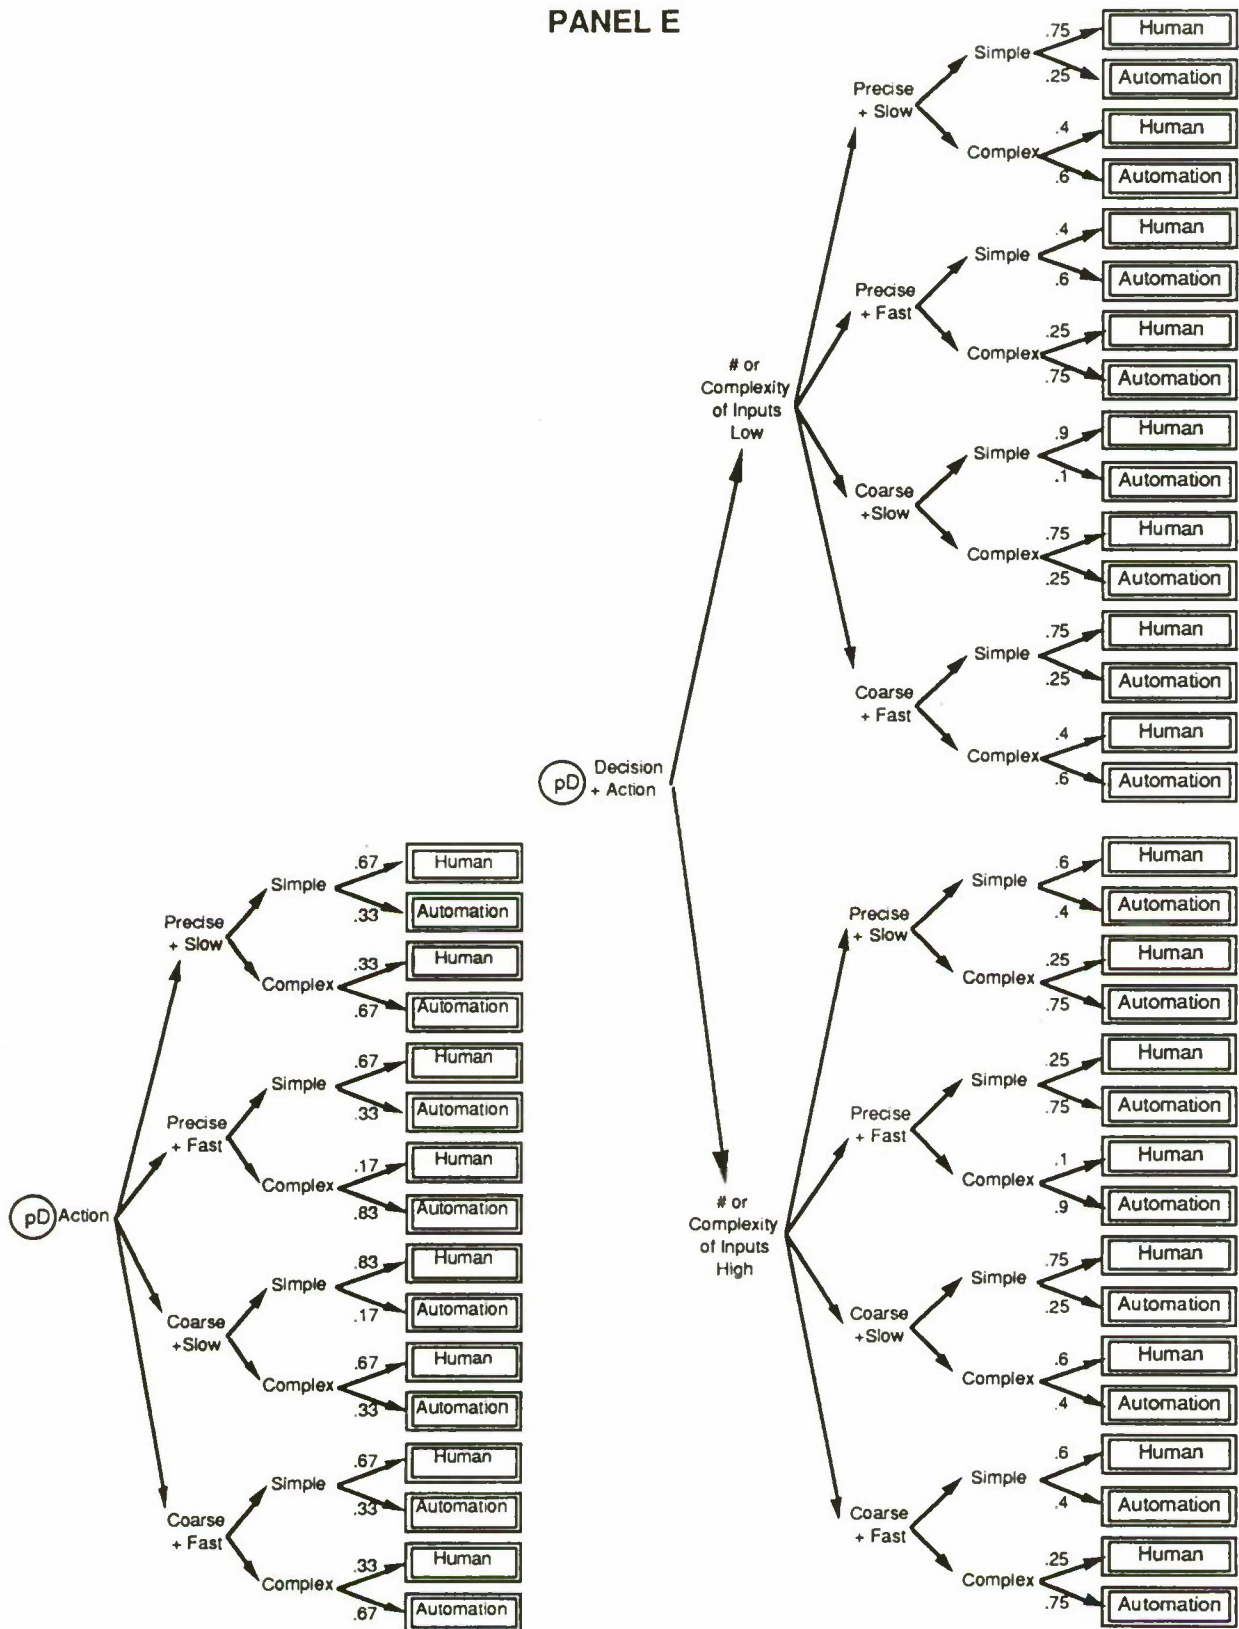 PANEL E
pD
Decision
+ Action
# or
Complexity
of Inputs
Low
Precise
+ Slow
Simple
.75
Human
.25
Automation
Complex
.4
Human
.6
Automation
Precise
+ Fast
Simple
.4
Human
.6
Automation
Complex
.25
Human
.75
Automation
Coarse
+Slow
Simple
.9
Human
.1
Automation
Complex
.75
Human
.25
Automation
Coarse
+ Fast
Simple
.75
Human
.25
Automation
Complex
.4
Human
.6
Automation
# or
Complexity
of Inputs
High
Precise
+ Slow
Simple
.6
Human
.4
Automation
Complex
.25
Human
.75
Automation
Precise
+ Fast
Simple
.25
Human
.75
Automation
Complex
.1
Human
.9
Automation
Coarse
+Slow
Simple
.75
Human
.25
Automation
Complex
.6
Human
.4
Automation
Coarse
+ Fast
Simple
.6
Human
.4
Automation
Complex
.25
Human
.75
Automation
pD Action
Precise
+ Slow
Simple
.67
Human
.33
Automation
Complex
.33
Human
.67
Automation
Precise
+ Fast
Simple
.67
Human
.33
Automation
Complex
.17
Human
.83
Automation
Coarse
+Slow
Simple
.83
Human
.17
Automation
Complex
.67
Human
.33
Automation
Coarse
+ Fast
Simple
.67
Human
.33
Automation
Complex
.33
Human
.67
Automation